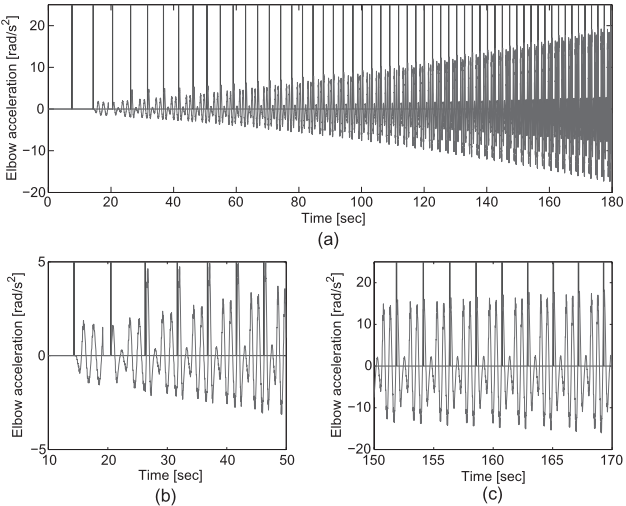 20
10
0
−10
−20
Elbow acceleration [rad/s²]
0 20 40 60 80 100 120 140 160 180
Time [sec]
(a)
5
0
−5
Elbow acceleration [rad/s²]
10 20 30 40 50
Time [sec]
(b)
20
10
0
−10
−20
Elbow acceleration [rad/s²]
150 155 160 165 170
Time [sec]
(c)